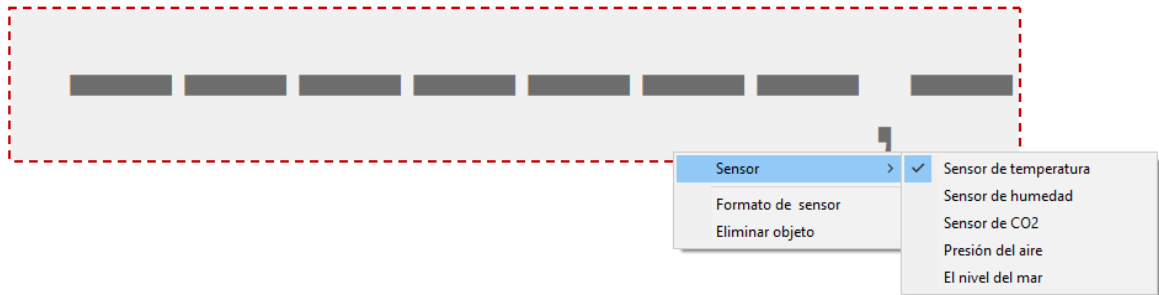 Sensor
Formato de sensor
Eliminar objeto
Sensor de temperatura
Sensor de humedad
Sensor de CO2
Presión del aire
El nivel del mar